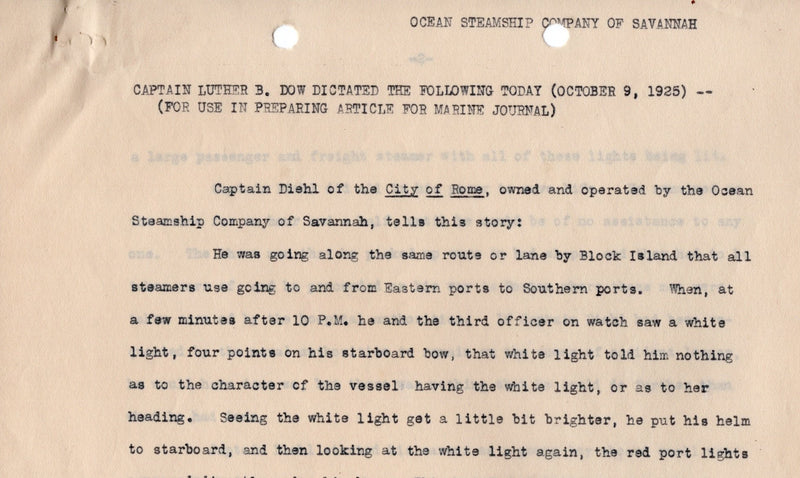 OCEAN STEAMSHIP COMPANY OF SAVANNAH
-2-
CAPTAIN LUTHER B. DOW DICTATED THE FOLLOWING TODAY (OCTOBER 9, 1925) --
(FOR USE IN PREPARING ARTICLE FOR MARINE JOURNAL)
a large passenger and freight steamer with all of these lights being lit.
Captain Diehl of the City of Rome, owned and operated by the Ocean
Steamship Company of Savannah, tells this story:
be of no assistance to any
one. The
He was going along the same route or lane by Block Island that all
steamers use going to and from Eastern ports to Southern ports. When, at
a few minutes after 10 P.M. he and the third officer on watch saw a white
light, four points on his starboard bow, that white light told him nothing
as to the character of the vessel having the white light, or as to her
heading. Seeing the white light get a little bit brighter, he put his helm
to starboard, and then looking at the white light again, the red port lights